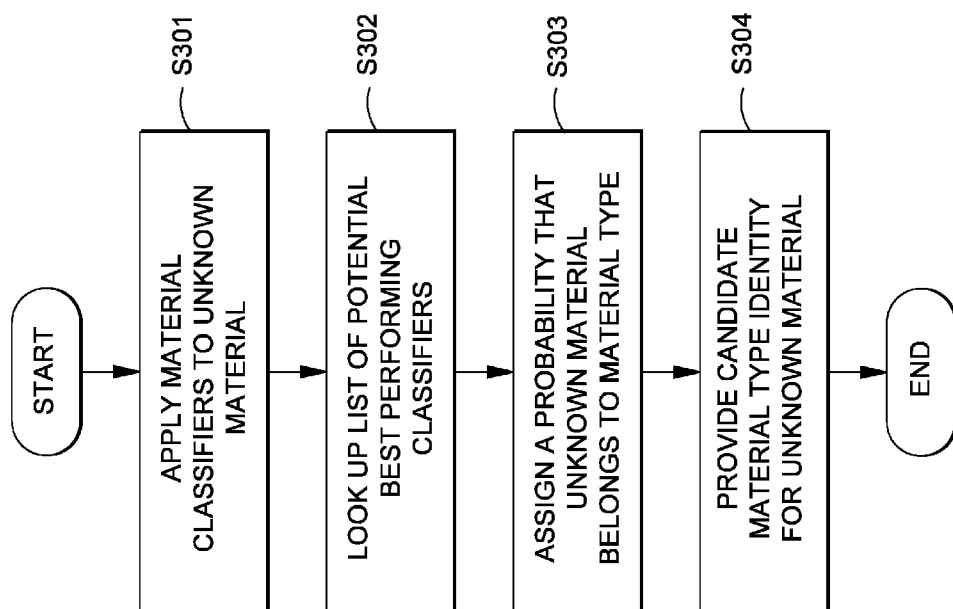 START
APPLY MATERIAL
CLASSIFIERS TO UNKNOWN
MATERIAL
S301
LOOK UP LIST OF POTENTIAL
BEST PERFORMING
CLASSIFIERS
S302
ASSIGN A PROBABILITY THAT
UNKNOWN MATERIAL
BELONGS TO MATERIAL TYPE
S303
PROVIDE CANDIDATE
MATERIAL TYPE IDENTITY
FOR UNKNOWN MATERIAL
S304
END